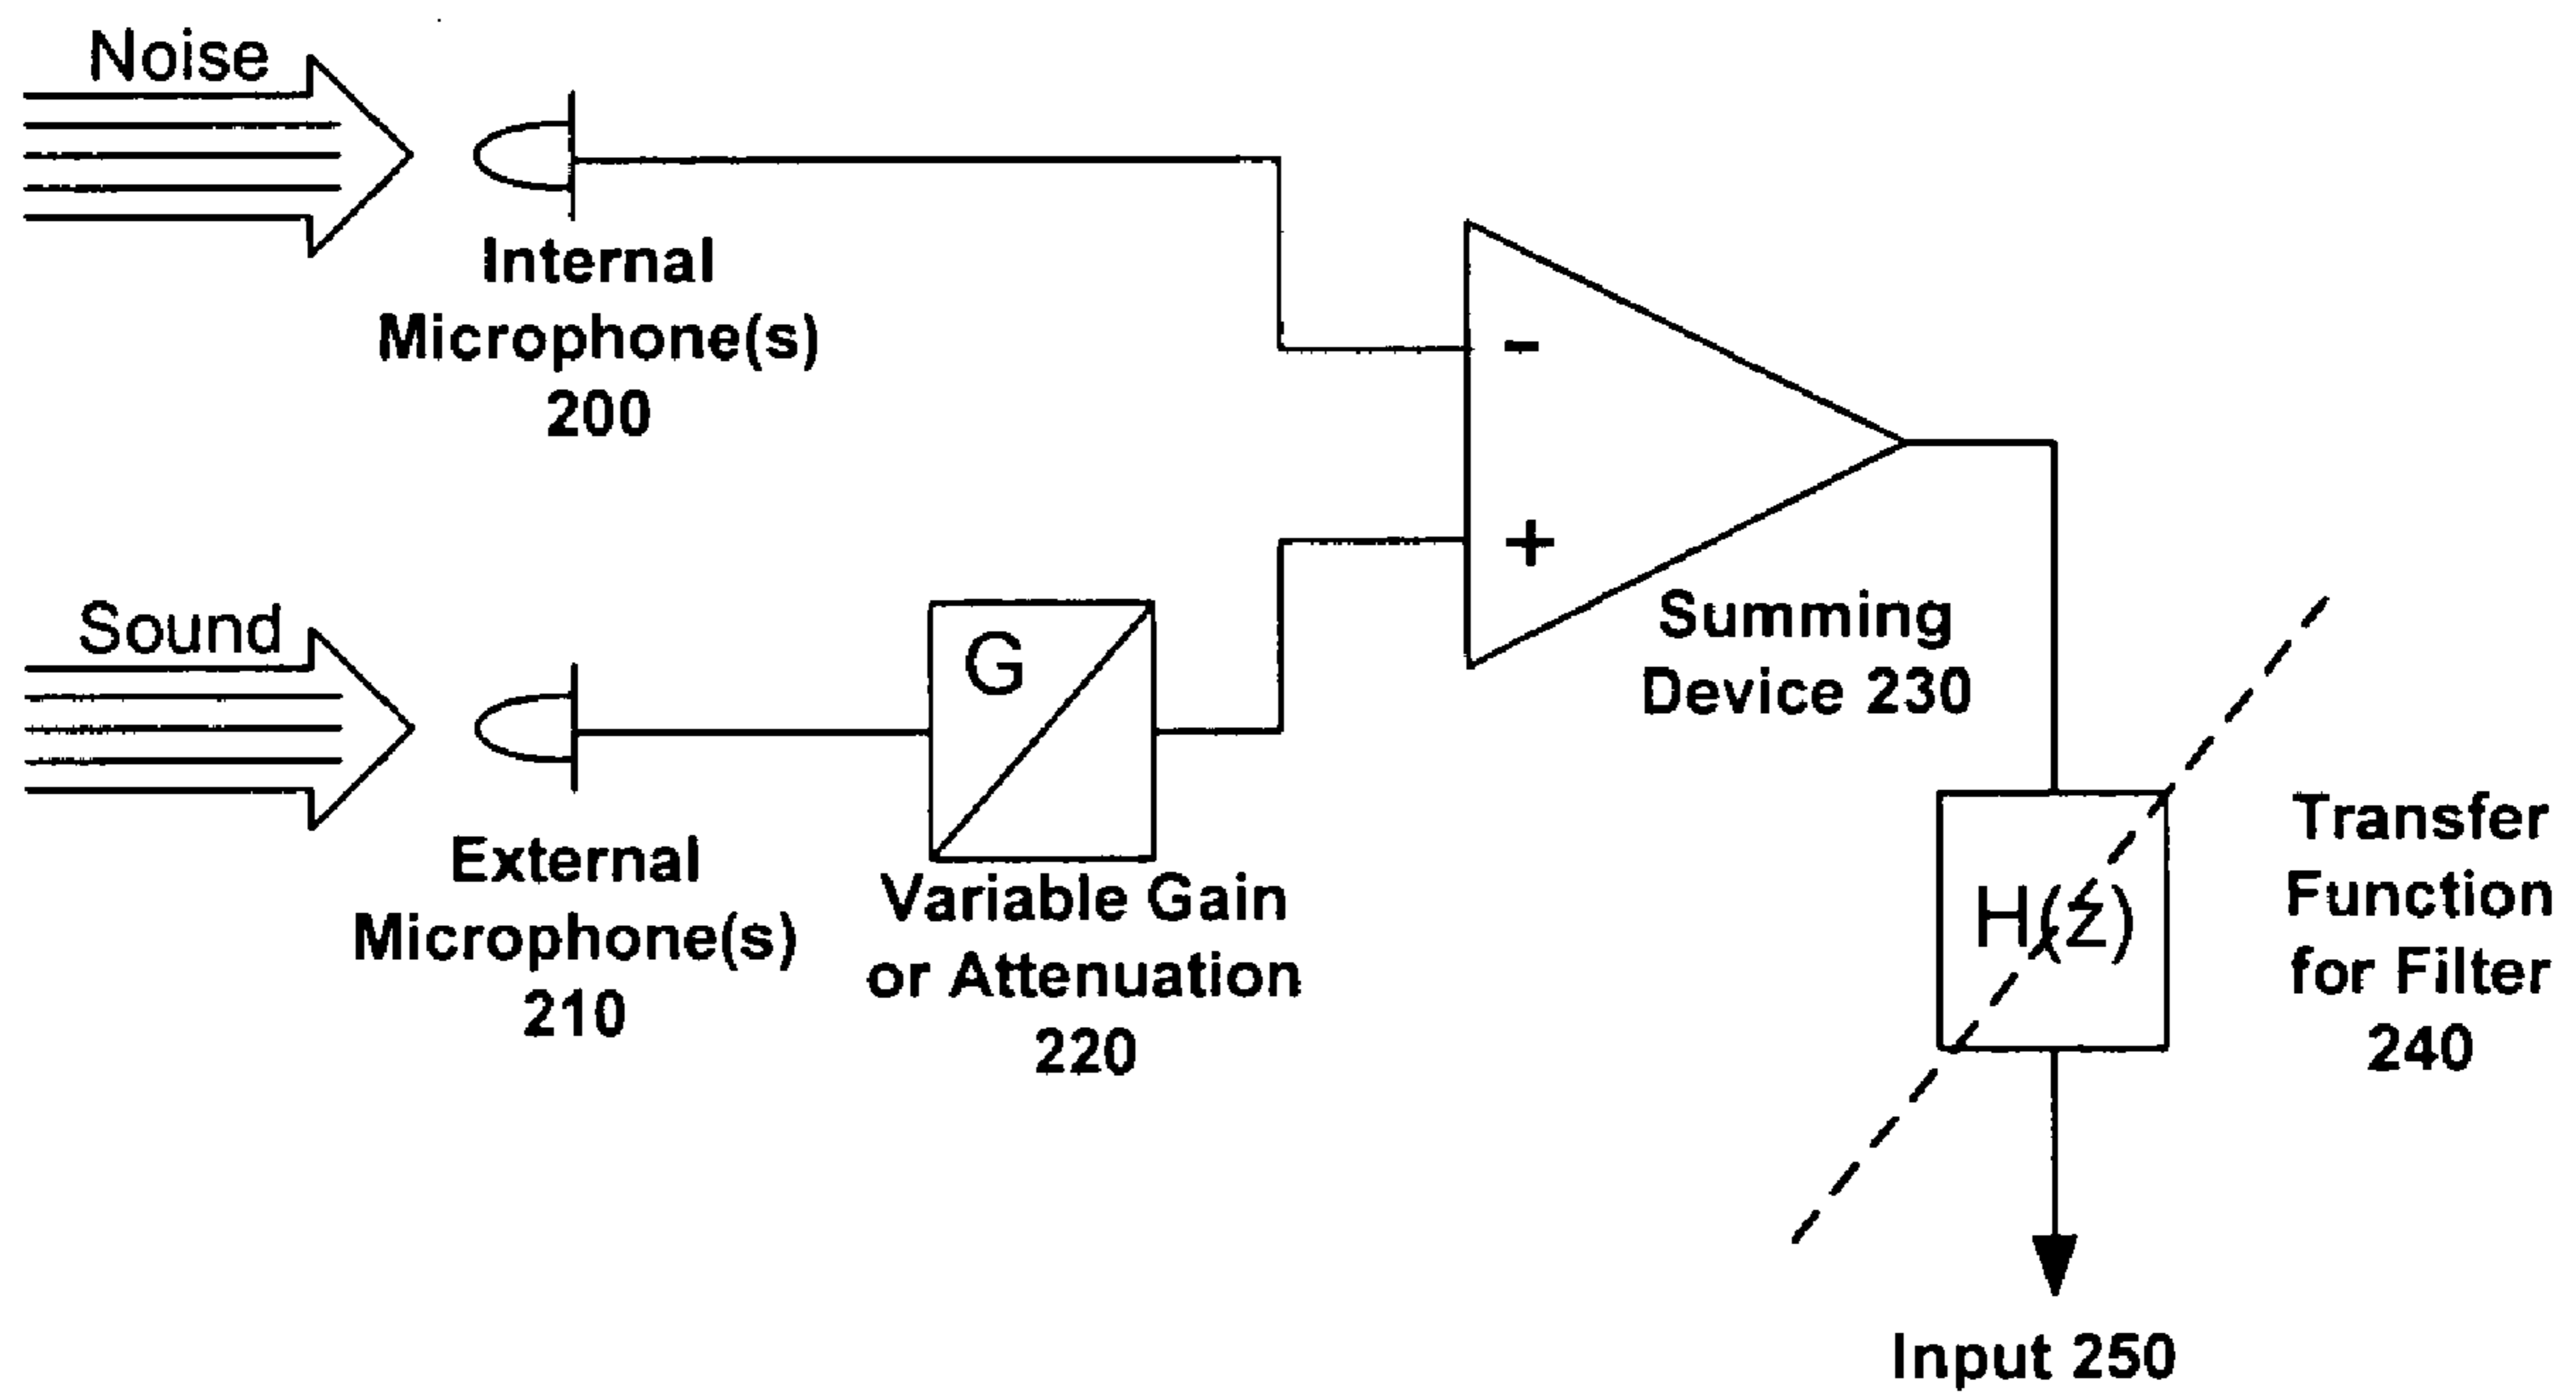 Noise
Internal
Microphone(s)
200
-
+
Summing
Device 230
Sound
G
External
Microphone(s)
210
Variable Gain
or Attenuation
220
H(z)
Transfer
Function
for Filter
240
Input 250